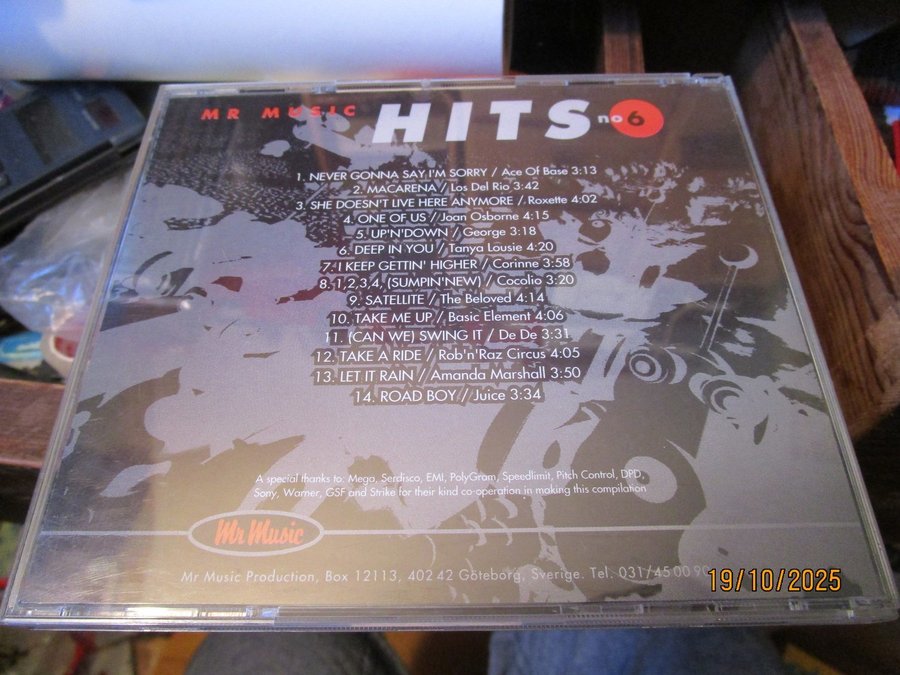 MR MUSIC HITS no 6
1. NEVER GONNA SAY I'M SORRY / Ace Of Base 3:13
2. MACARENA / Los Del Rio 3:42
3. SHE DOESN'T LIVE HERE ANYMORE / Roxette 4:02
4. ONE OF US / Joan Osborne 4:15
5. UP'N'DOWN / George 3:18
6. DEEP IN YOU / Tanya Lousie 4:20
7. I KEEP GETTIN' HIGHER / Corinne 3:58
8. 1,2,3,4, (SUMPIN'NEW) / Cocolio 3:20
9. SATELLITE / The Beloved 4:14
10. TAKE ME UP / Basic Element 4:06
11. (CAN WE) SWING IT / De De 3:31
12. TAKE A RIDE / Rob'n'Raz Circus 4:05
13. LET IT RAIN / Amanda Marshall 3:50
14. ROAD BOY / Juice 3:34
A special thanks to: Mega, Serdisco, EMI, PolyGram, Speedlimit, Pitch Control, DPD,
Sony, Warner, GSF and Strike for their kind co-operation in making this compilation
Mr Music
Mr Music Production, Box 12113, 402 42 Göteborg, Sverige. Tel. 031/45 00 90
19/10/2025